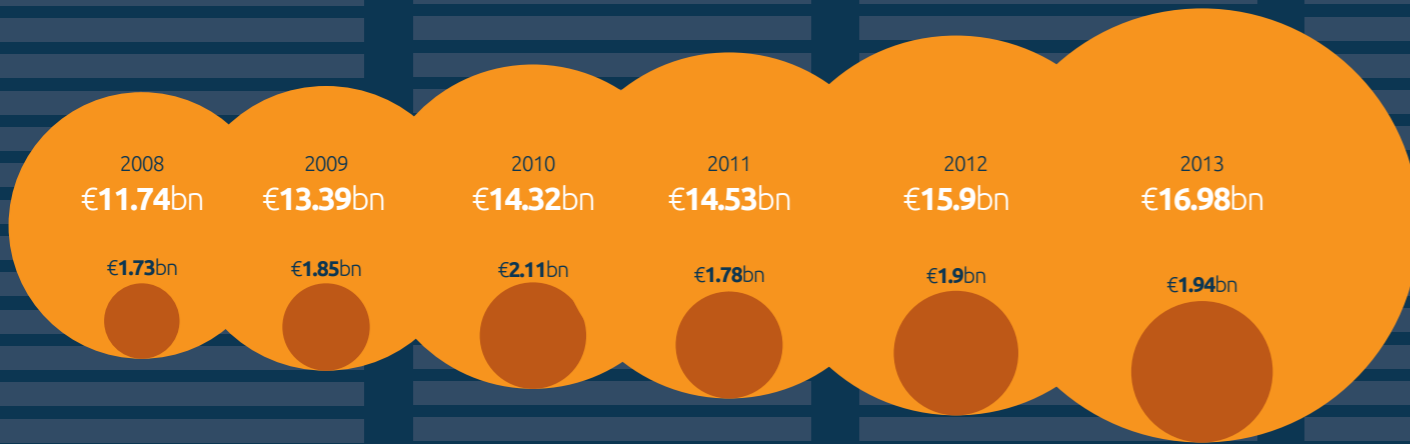 2008
€11.74bn
€1.73bn
2009
€13.39bn
€1.85bn
2010
€14.32bn
€2.11bn
2011
€14.53bn
€1.78bn
2012
€15.9bn
€1.9bn
2013
€16.98bn
€1.94bn